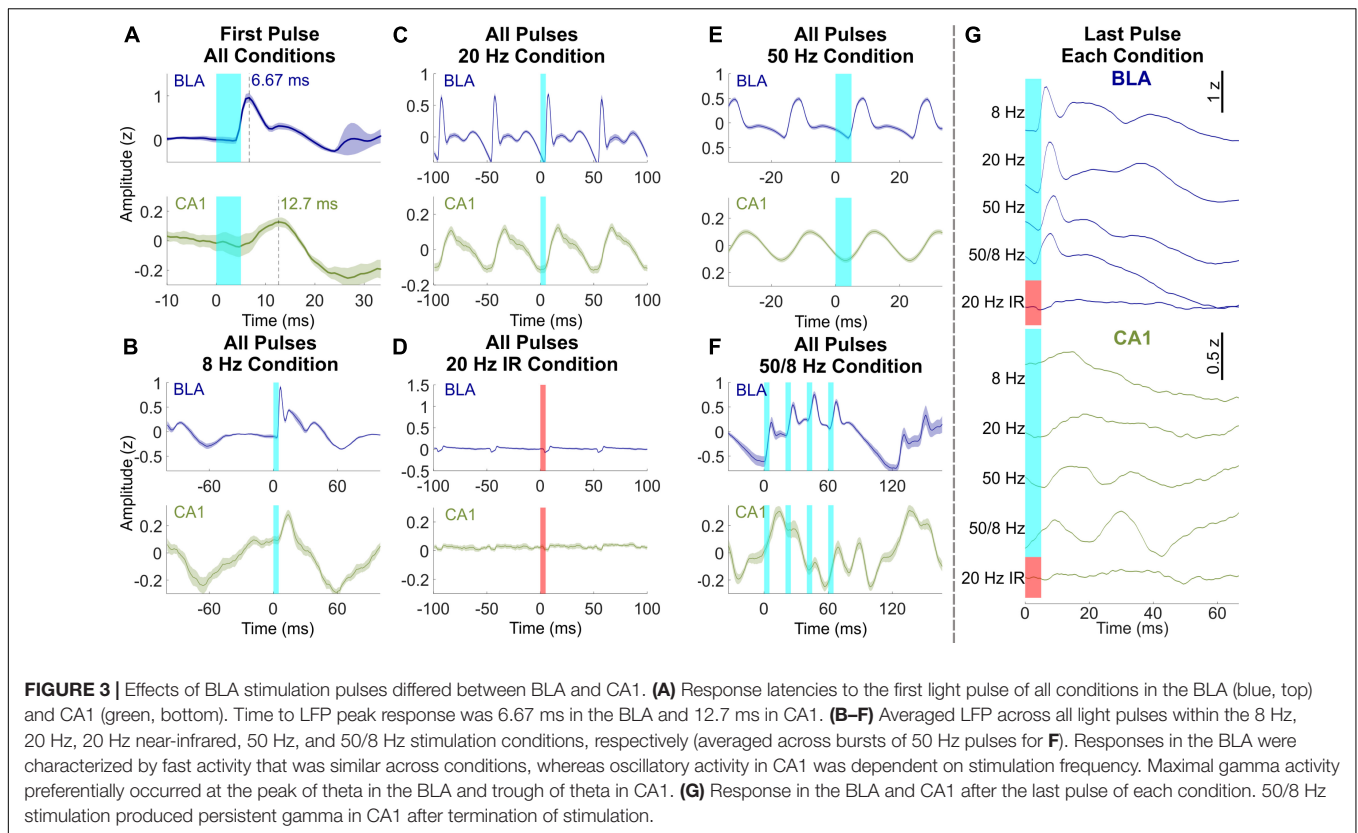 A
First Pulse
All Conditions
BLA
6.67 ms
1
0
CA1
12.7 ms
0.2
0
-0.2
Amplitude (z)
-10 0 10 20 30
Time (ms)
C
All Pulses
20 Hz Condition
BLA
1
0.5
0
CA1
0.2
0
-0.2
-100 -50 0 50 100
Time (ms)
E
All Pulses
50 Hz Condition
BLA
1
0.5
0
0.5
CA1
0.2
0
0.2
-20 0 20
Time (ms)
B
All Pulses
8 Hz Condition
BLA
1
0.5
0
-0.5
CA1
0.2
0
-0.2
Amplitude (z)
-60 0 60
Time (ms)
D
All Pulses
20 Hz IR Condition
BLA
1.5
1
0.5
0
-0.5
CA1
0.2
0
-0.2
-100 -50 0 50 100
Time (ms)
F
All Pulses
50/8 Hz Condition
BLA
1
0.5
0
-0.5
CA1
0.2
0
-0.2
0 60 120
Time (ms)
G
Last Pulse
Each Condition
BLA
1 z
8 Hz
20 Hz
50 Hz
50/8 Hz
20 Hz IR
CA1
0.5 z
8 Hz
20 Hz
50 Hz
50/8 Hz
20 Hz IR
0 20 40 60
Time (ms)
FIGURE 3 | Effects of BLA stimulation pulses differed between BLA and CA1. (A) Response latencies to the first light pulse of all conditions in the BLA (blue, top)
and CA1 (green, bottom). Time to LFP peak response was 6.67 ms in the BLA and 12.7 ms in CA1. (B–F) Averaged LFP across all light pulses within the 8 Hz,
20 Hz, 20 Hz near-infrared, 50 Hz, and 50/8 Hz stimulation conditions, respectively (averaged across bursts of 50 Hz pulses for F). Responses in the BLA were
characterized by fast activity that was similar across conditions, whereas oscillatory activity in CA1 was dependent on stimulation frequency. Maximal gamma activity
preferentially occurred at the peak of theta in the BLA and trough of theta in CA1. (G) Response in the BLA and CA1 after the last pulse of each condition. 50/8 Hz
stimulation produced persistent gamma in CA1 after termination of stimulation.